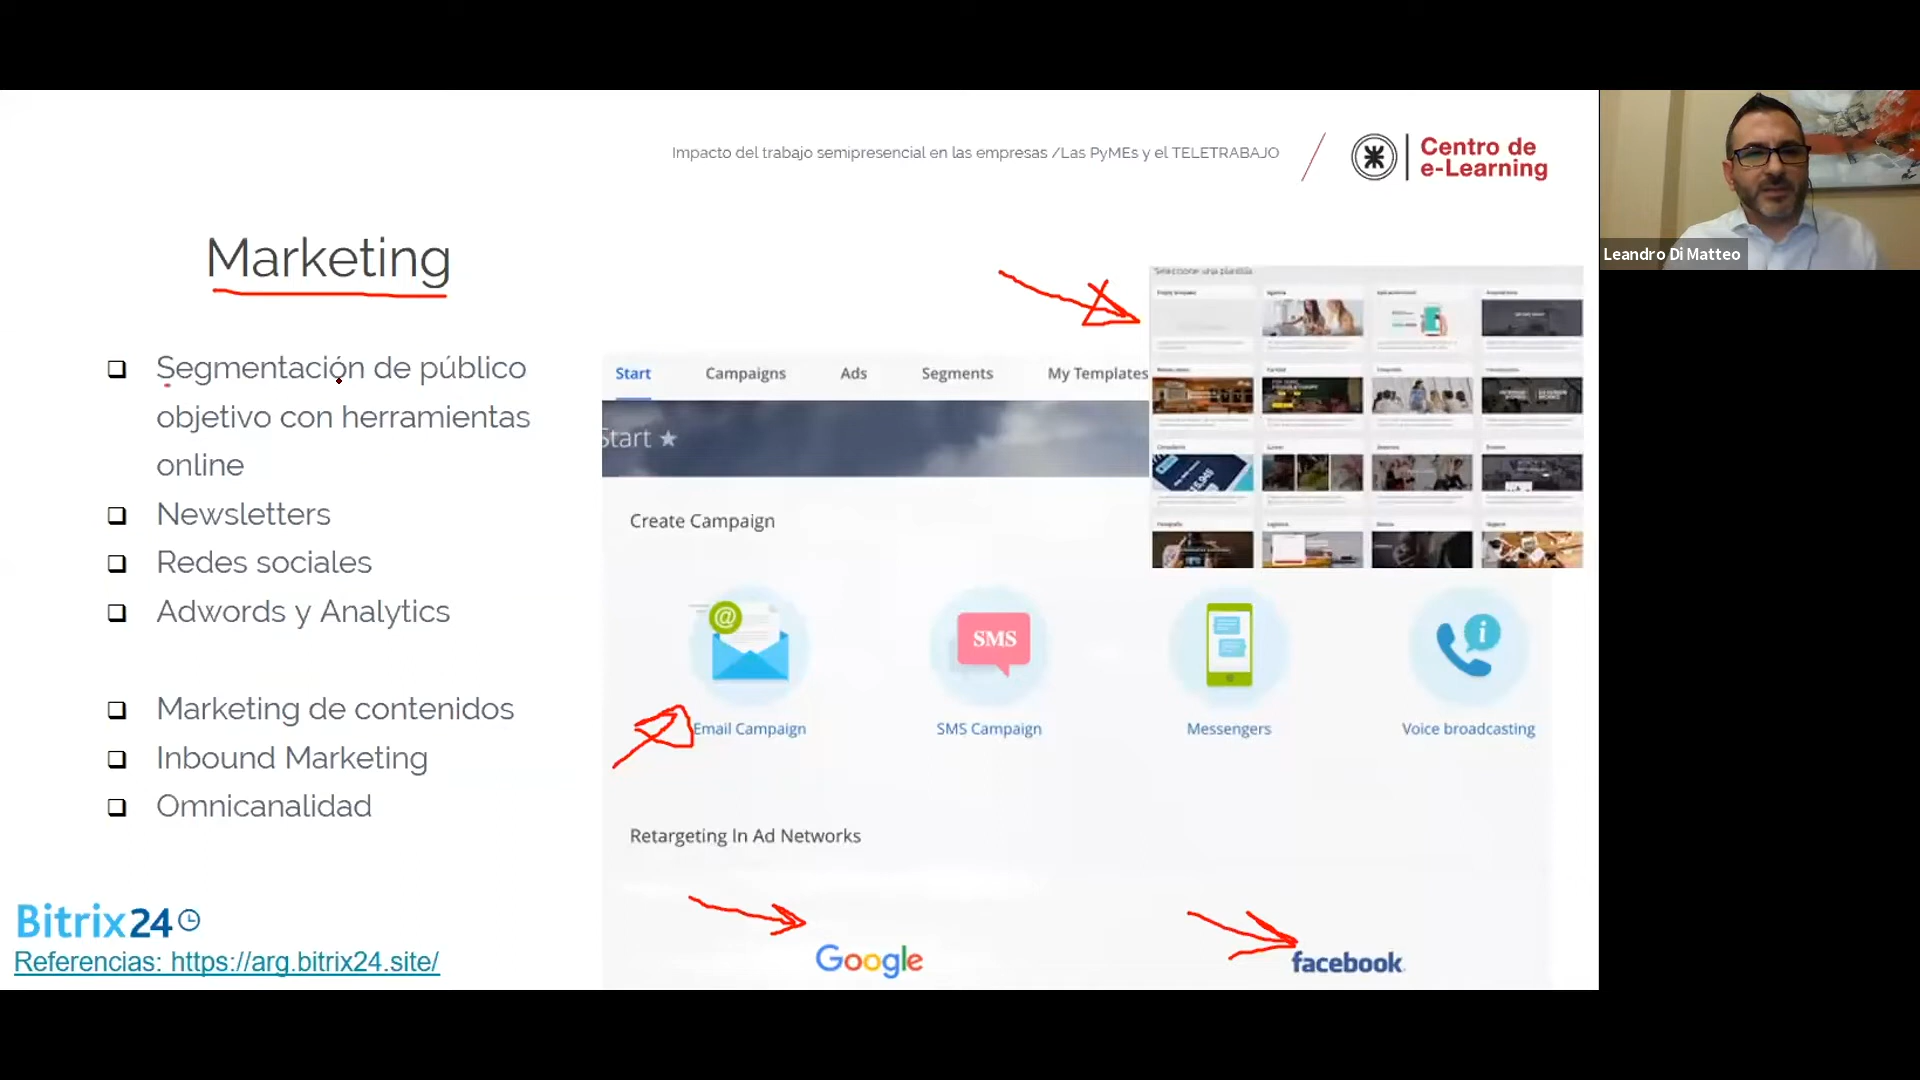 Impacto del trabajo semipresencial en las empresas /Las PyMEs y el TELETRABAJO
Centro de
e-Learning
Leandro Di Matteo
Marketing
Segmentación de público
objetivo con herramientas
online
Newsletters
Redes sociales
Adwords y Analytics
Marketing de contenidos
Inbound Marketing
Omnicanalidad
Bitrix24
Referencias: https://arg.bitrix24.site/
Seleccione una plantilla
Start
Campaigns
Ads
Segments
My Templates
Start
Create Campaign
@
SMS
i
Email Campaign
SMS Campaign
Messengers
Voice broadcasting
Retargeting In Ad Networks
Google
facebook